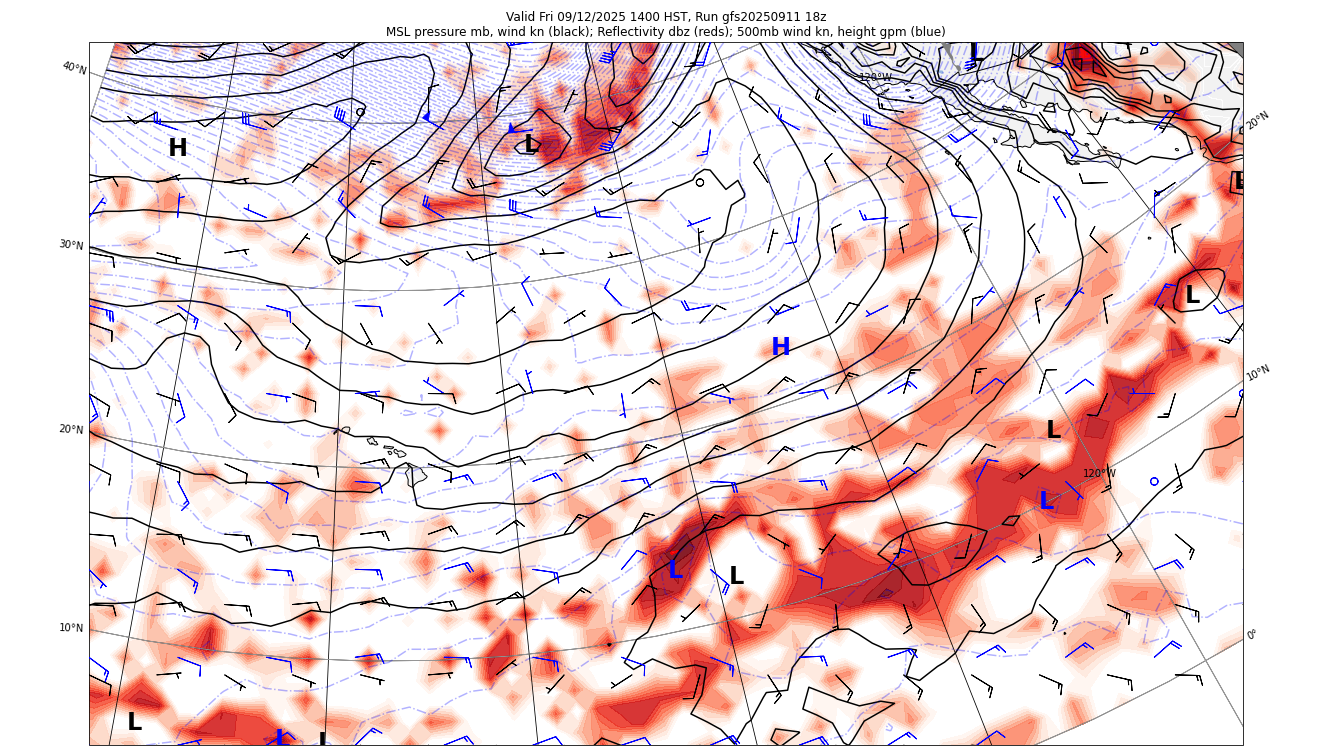 Valid Fri 09/12/2025 1400 HST, Run gfs20250911 18z
MSL pressure mb, wind kn (black); Reflectivity dbz (reds); 500mb wind kn, height gpm (blue)
L
40°N
120°W
20°N
H
L
L
30°N
L
H
10°N
20°N
L
120°W
L
L
L
10°N
0°
L
L
L